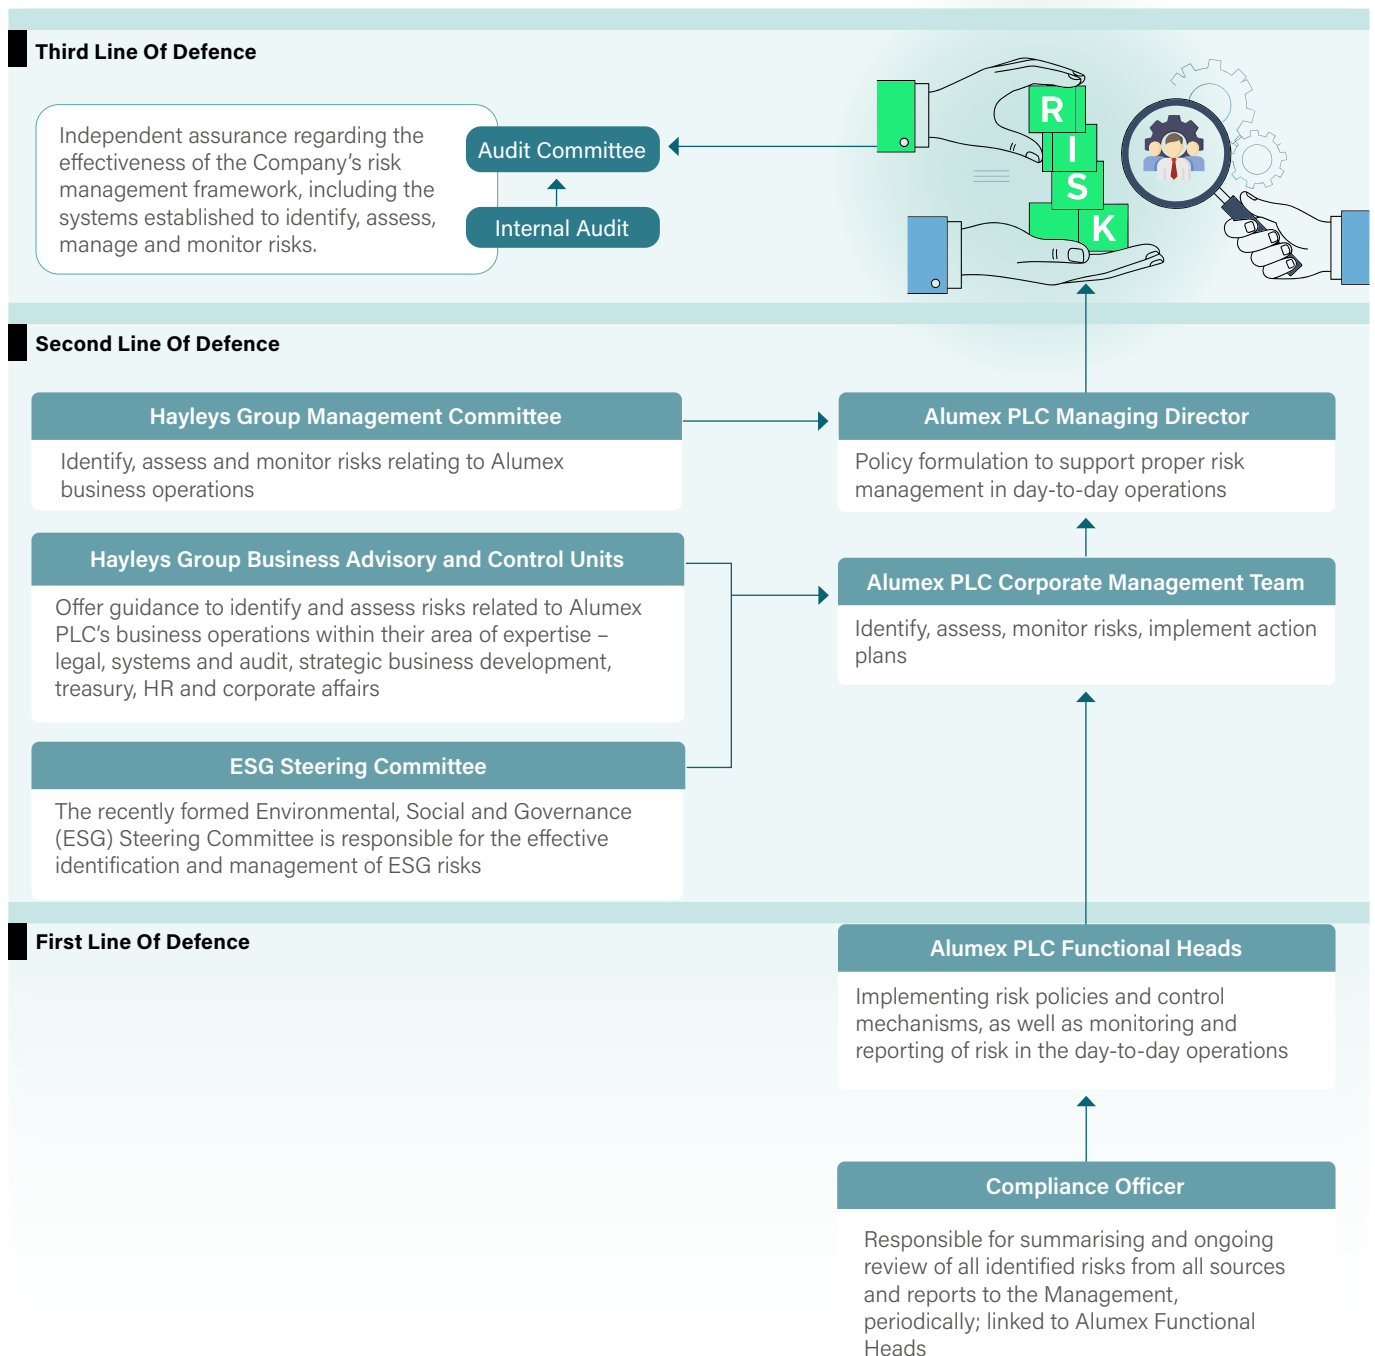 Third Line Of Defence
Independent assurance regarding the
effectiveness of the Company’s risk
management framework, including the
systems established to identify, assess,
manage and monitor risks.
Audit Committee
Internal Audit
R
I
S
K
Second Line Of Defence
Hayleys Group Management Committee
Identify, assess and monitor risks relating to Alumex
business operations
Alumex PLC Managing Director
Policy formulation to support proper risk
management in day-to-day operations
Hayleys Group Business Advisory and Control Units
Offer guidance to identify and assess risks related to Alumex
PLC’s business operations within their area of expertise –
legal, systems and audit, strategic business development,
treasury, HR and corporate affairs
Alumex PLC Corporate Management Team
Identify, assess, monitor risks, implement action
plans
ESG Steering Committee
The recently formed Environmental, Social and Governance
(ESG) Steering Committee is responsible for the effective
identification and management of ESG risks
First Line Of Defence
Alumex PLC Functional Heads
Implementing risk policies and control
mechanisms, as well as monitoring and
reporting of risk in the day-to-day operations
Compliance Officer
Responsible for summarising and ongoing
review of all identified risks from all sources
and reports to the Management,
periodically; linked to Alumex Functional
Heads